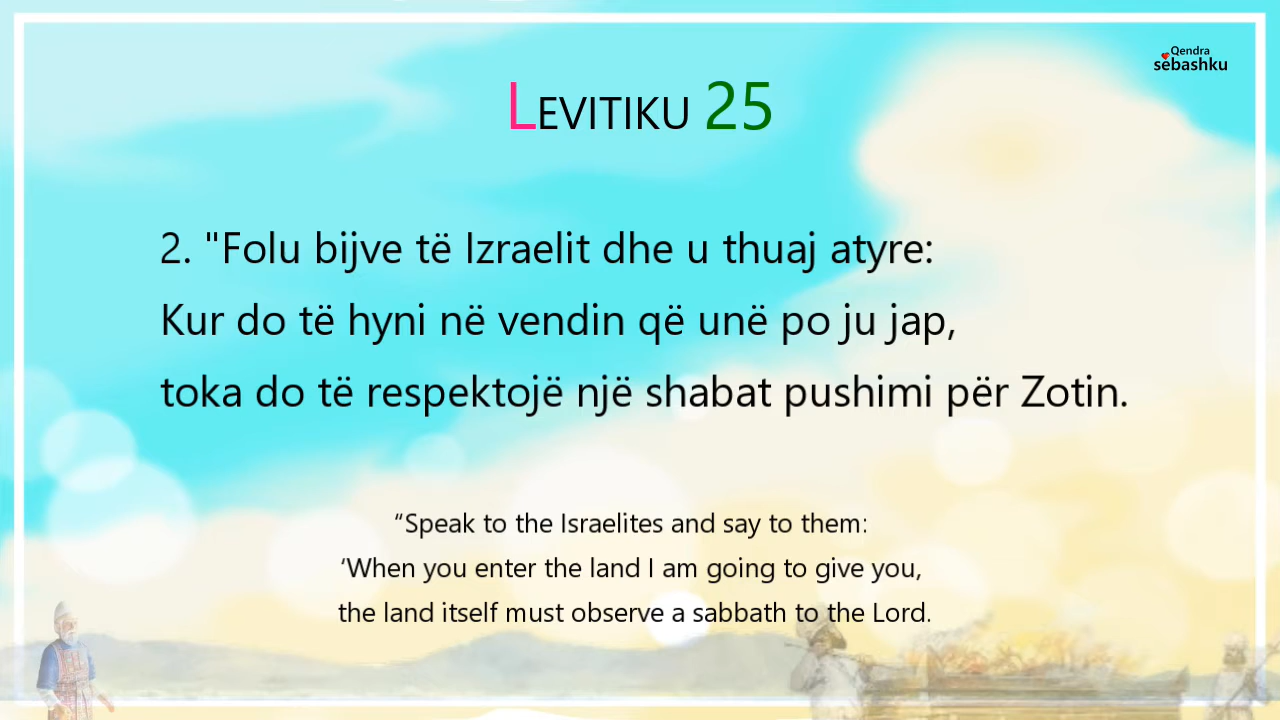 Qendra
sëbashku
LEVITIKU 25
2. "Folu bijve të Izraelit dhe u thuaj atyre:
Kur do të hyni në vendin që unë po ju jap,
toka do të respektojë një shabat pushimi për Zotin.
“Speak to the Israelites and say to them:
‘When you enter the land I am going to give you,
the land itself must observe a sabbath to the Lord.